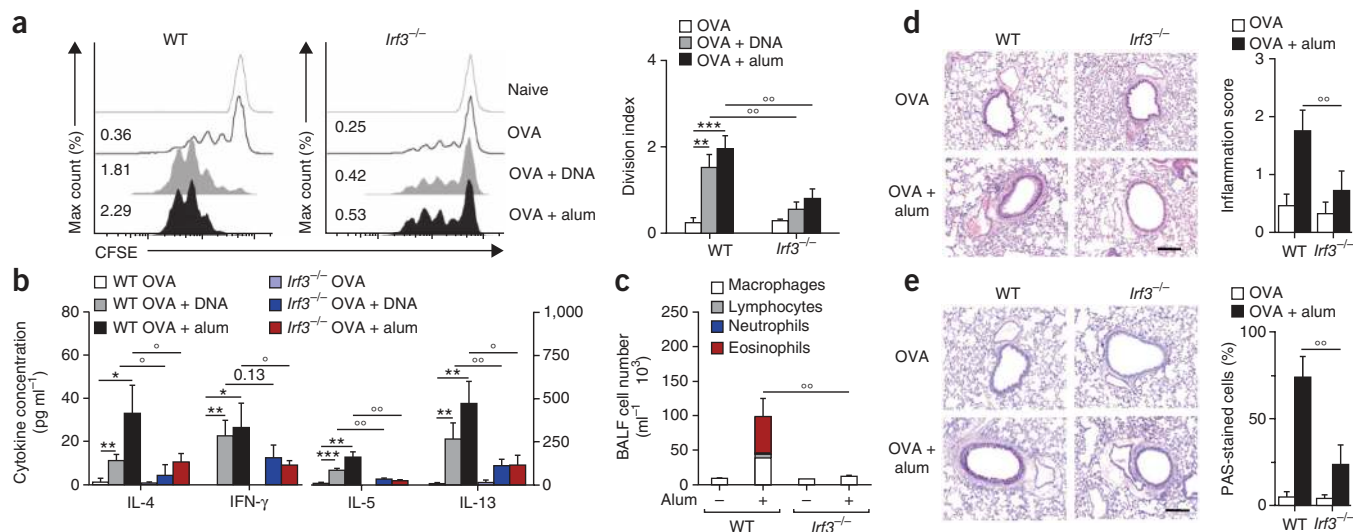 a
WT
Irf3–/–
Max count (%)
Max count (%)
Naive
0.36
0.25
OVA
1.81
0.42
OVA + DNA
2.29
0.53
OVA + alum
CFSE
OVA
OVA + DNA
OVA + alum
Division index
4
2
0
°°
°°
***
**
WT
Irf3–/–
b
WT OVA
WT OVA + DNA
WT OVA + alum
Irf3–/– OVA
Irf3–/– OVA + DNA
Irf3–/– OVA + alum
Cytokine concentration
(pg ml–1)
80
60
40
20
0
1,000
750
500
250
0
°
°
*
**
°
0.13
*
**
°°
°°
**
***
°
°°
**
**
IL-4
IFN-γ
IL-5
IL-13
c
Macrophages
Lymphocytes
Neutrophils
Eosinophils
BALF cell number
(ml–1 103)
250
200
150
100
50
0
°°
Alum – + – +
WT
Irf3–/–
d
WT
Irf3–/–
OVA
OVA +
alum
OVA
OVA + alum
Inflammation score
3
2
1
0
°°
WT
Irf3–/–
e
WT
Irf3–/–
OVA
OVA +
alum
OVA
OVA + alum
PAS-stained cells (%)
100
50
0
°°
WT
Irf3–/–